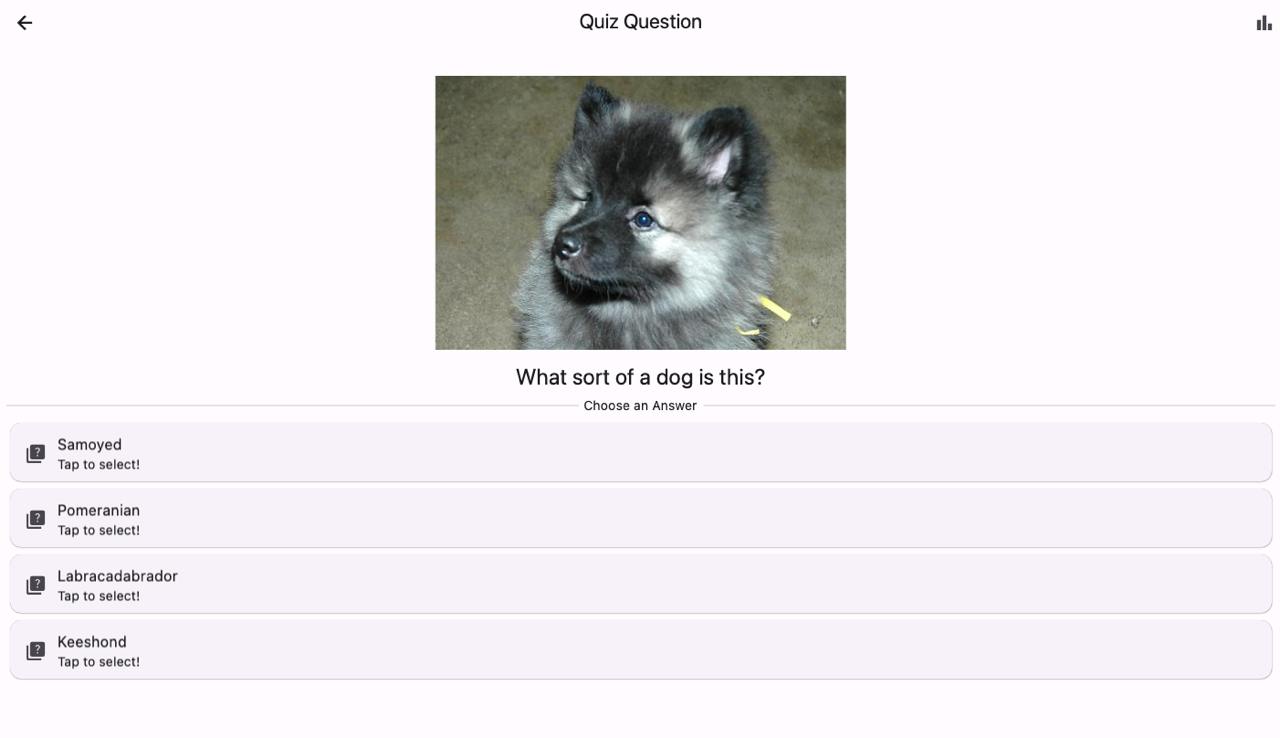 Quiz Question
What sort of a dog is this?
Choose an Answer
Samoyed
Tap to select!
Pomeranian
Tap to select!
Labracadabrador
Tap to select!
Keeshond
Tap to select!